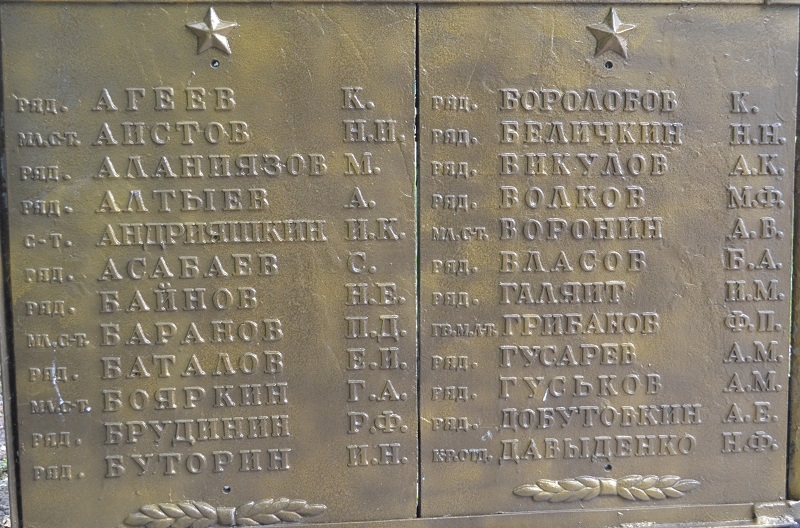 РЯД. АГЕЕВ К.
МЛ.С-Т. АИСТОВ Н.И.
РЯД. АЛАНИЯЗОВ М.
РЯД. АЛТЫЕВ А.
С-Т. АНДРИЯШКИН И.К.
РЯД. АСАБАЕВ С.
РЯД. БАЙНОВ Н.Е.
МЛ.С-Т. БАРАНОВ П.Д.
РЯД. БАТАЛОВ Е.И.
МЛ.С-Т. БОЯРКИН Г.А.
РЯД. БРУДИНИН Р.Ф.
РЯД. БУТОРИН И.Н.
РЯД. БОРОЛОБОВ К.
РЯД. БЕЛИЧКИН Н.Н.
РЯД. ВИКУЛОВ А.К.
РЯД. ВОЛКОВ М.Ф.
МЛ.С-Т. ВОРОНИН А.В.
РЯД. ВЛАСОВ Б.А.
РЯД. ГАЛЯИТ И.М.
ГВ.М.Л-Т. ГРИБАНОВ Ф.П.
РЯД. ГУСАРЕВ А.М.
РЯД. ГУСЬКОВ А.М.
РЯД. ДОБУТОВКИН А.Е.
КР.ОТД. ДАВЫДЕНКО Н.Ф.